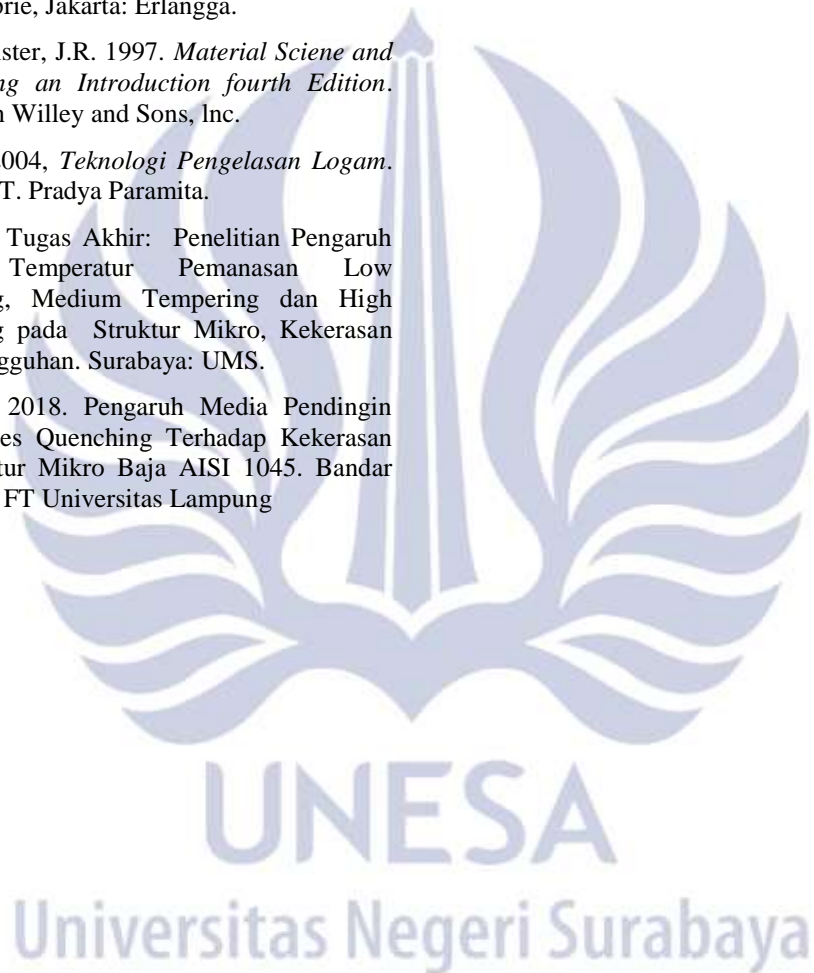 orie, Jakarta: Erlangga.
ster, J.R. 1997. Material Sciene and
ng an Introduction fourth Edition.
n Willey and Sons, lnc.
2004, Teknologi Pengelasan Logam.
T. Pradya Paramita.
Tugas Akhir: Penelitian Pengaruh
Temperatur Pemanasan Low
g, Medium Tempering dan High
g pada Struktur Mikro, Kekerasan
gguhan. Surabaya: UMS.
2018. Pengaruh Media Pendingin
es Quenching Terhadap Kekerasan
tur Mikro Baja AISI 1045. Bandar
FT Universitas Lampung
UNESA
Universitas Negeri Surabaya